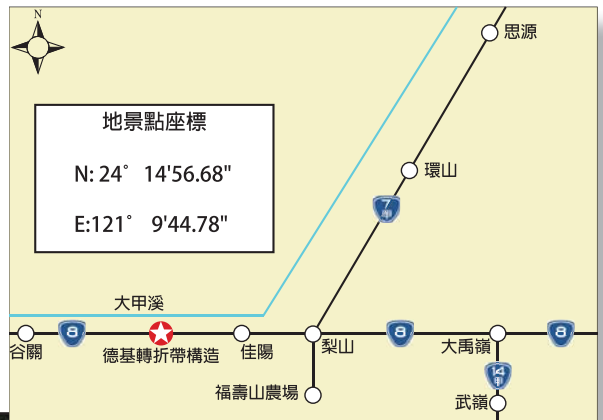 N
思源
地景點座標
N: 24° 14'56.68"
E:121° 9'44.78"
環山
7
甲
大甲溪
8
8
8
谷關
德基轉折帶構造
佳陽
梨山
大禹嶺
14
甲
福壽山農場
武嶺